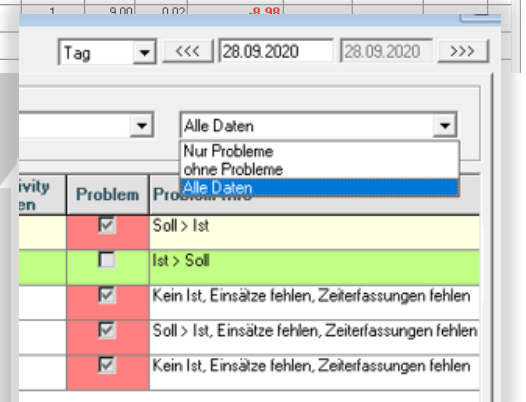 1 9,00 0,02 -8,98
Tag <<< 28.09.2020 28.09.2020 >>>
Alle Daten
Nur Probleme
ohne Probleme
Alle Daten
Problem
Soll > Ist
Ist > Soll
Kein Ist, Einsätze fehlen, Zeiterfassungen fehlen
Soll > Ist, Einsätze fehlen, Zeiterfassungen fehlen
Kein Ist, Einsätze fehlen, Zeiterfassungen fehlen